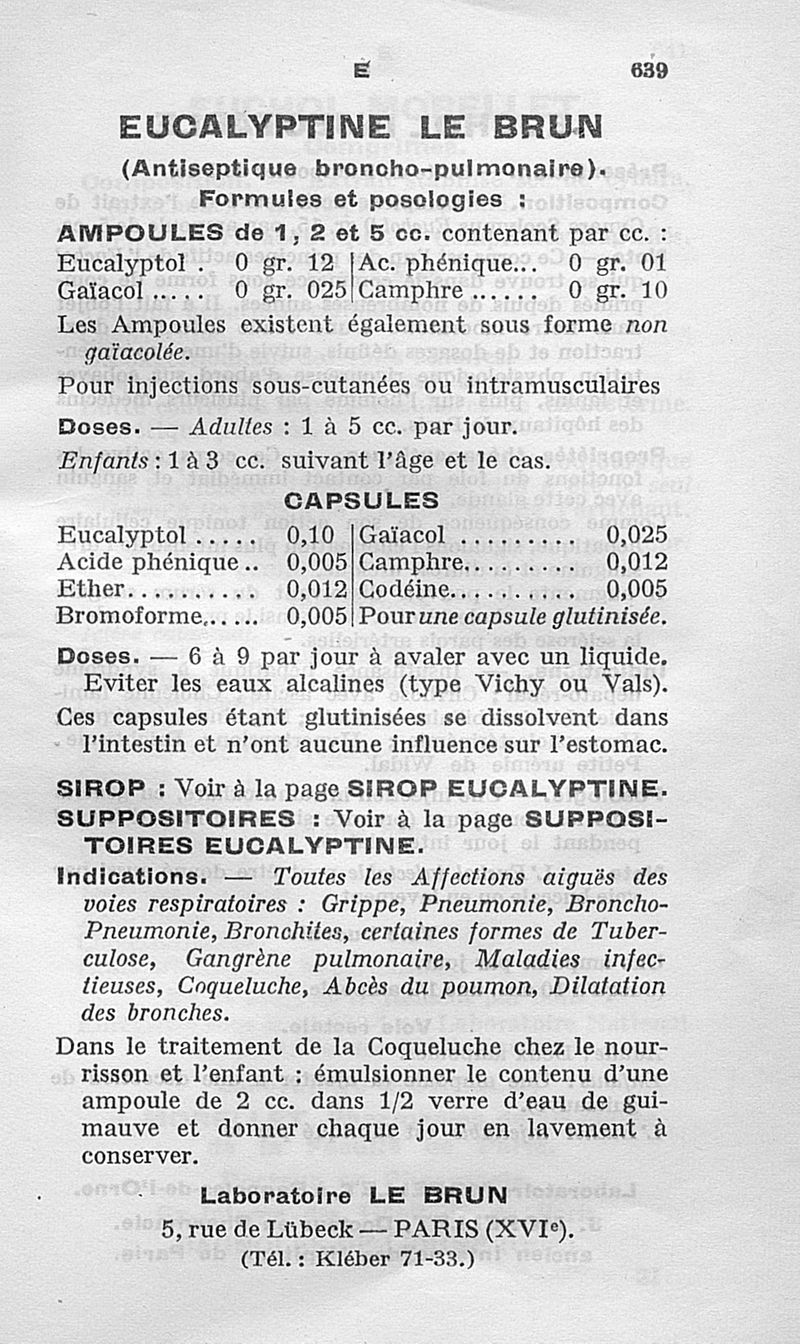 E
639
EUCALYPTINE LE BRUN
(Antiseptique broncho-pulmonaire).
Formules et posologies :
AMPOULES de 1, 2 et 5 cc. contenant par cc. :
Eucalyptol . 0 gr. 12 | Ac. phénique... 0 gr. 01
Gaïacol ..... 0 gr. 025 | Camphre ...... 0 gr. 10
Les Ampoules existent également sous forme non
gaïacolée.
Pour injections sous-cutanées ou intramusculaires
Doses. — Adultes : 1 à 5 cc. par jour.
Enfants : 1 à 3 cc. suivant l'âge et le cas.
CAPSULES
Eucalyptol ..... 0,10 | Gaïacol ......... 0,025
Acide phénique .. 0,005 | Camphre.......... 0,012
Ether.......... 0,012 | Codéine.......... 0,005
Bromoforme...... 0,005 | Pour une capsule glutinisée.
Doses. — 6 à 9 par jour à avaler avec un liquide.
Eviter les eaux alcalines (type Vichy ou Vals).
Ces capsules étant glutinisées se dissolvent dans
l'intestin et n'ont aucune influence sur l'estomac.
SIROP : Voir à la page SIROP EUCALYPTINE.
SUPPOSITOIRES : Voir à la page SUPPOSI-
TOIRES EUCALYPTINE.
Indications. — Toutes les Affections aiguës des
voies respiratoires : Grippe, Pneumonie, Broncho-
Pneumonie, Bronchites, certaines formes de Tuber-
culose, Gangrène pulmonaire, Maladies infec-
tieuses, Coqueluche, Abcès du poumon, Dilatation
des bronches.
Dans le traitement de la Coqueluche chez le nour-
risson et l'enfant : émulsionner le contenu d'une
ampoule de 2 cc. dans 1/2 verre d'eau de gui-
mauve et donner chaque jour en lavement à
conserver.
Laboratoire LE BRUN
5, rue de Lübeck — PARIS (XVIe).
(Tél. : Kléber 71-33.)